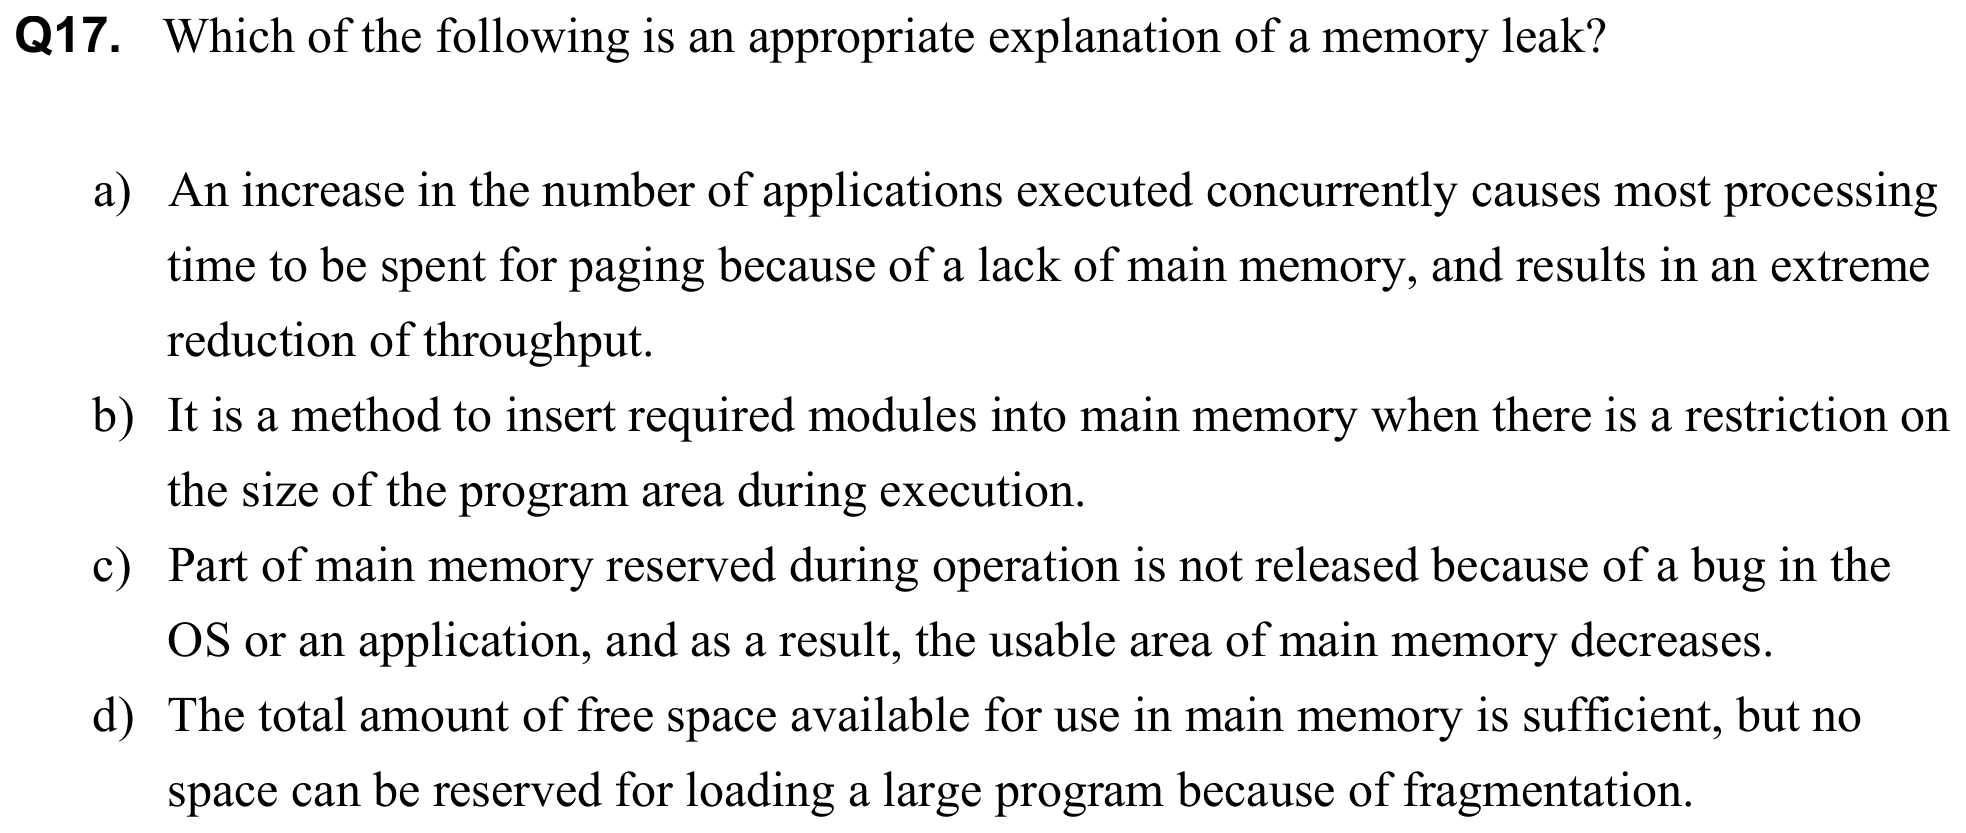 Q17. Which of the following is an appropriate explanation of a memory leak?
a) An increase in the number of applications executed concurrently causes most processing
time to be spent for paging because of a lack of main memory, and results in an extreme
reduction of throughput.
b) It is a method to insert required modules into main memory when there is a restriction on
the size of the program area during execution.
c) Part of main memory reserved during operation is not released because of a bug in the
OS or an application, and as a result, the usable area of main memory decreases.
d) The total amount of free space available for use in main memory is sufficient, but no
space can be reserved for loading a large program because of fragmentation.